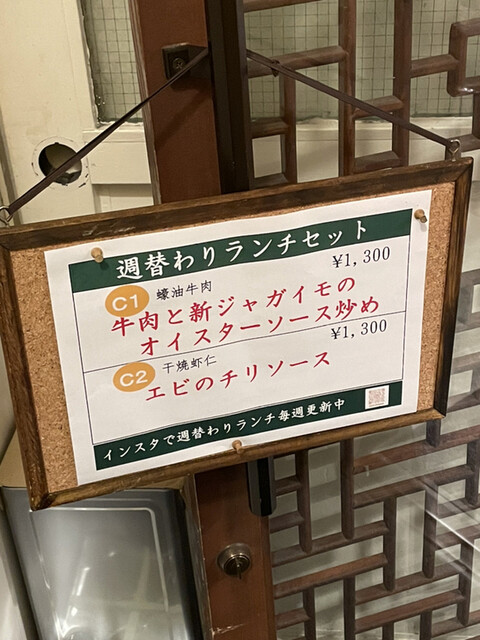 週替わりランチセット
¥1,300
C1 蠔油牛肉
牛肉と新ジャガイモの
オイスターソース炒め
¥1,300
C2 干焼虾仁
エビのチリソース
インスタで週替わりランチ毎週更新中